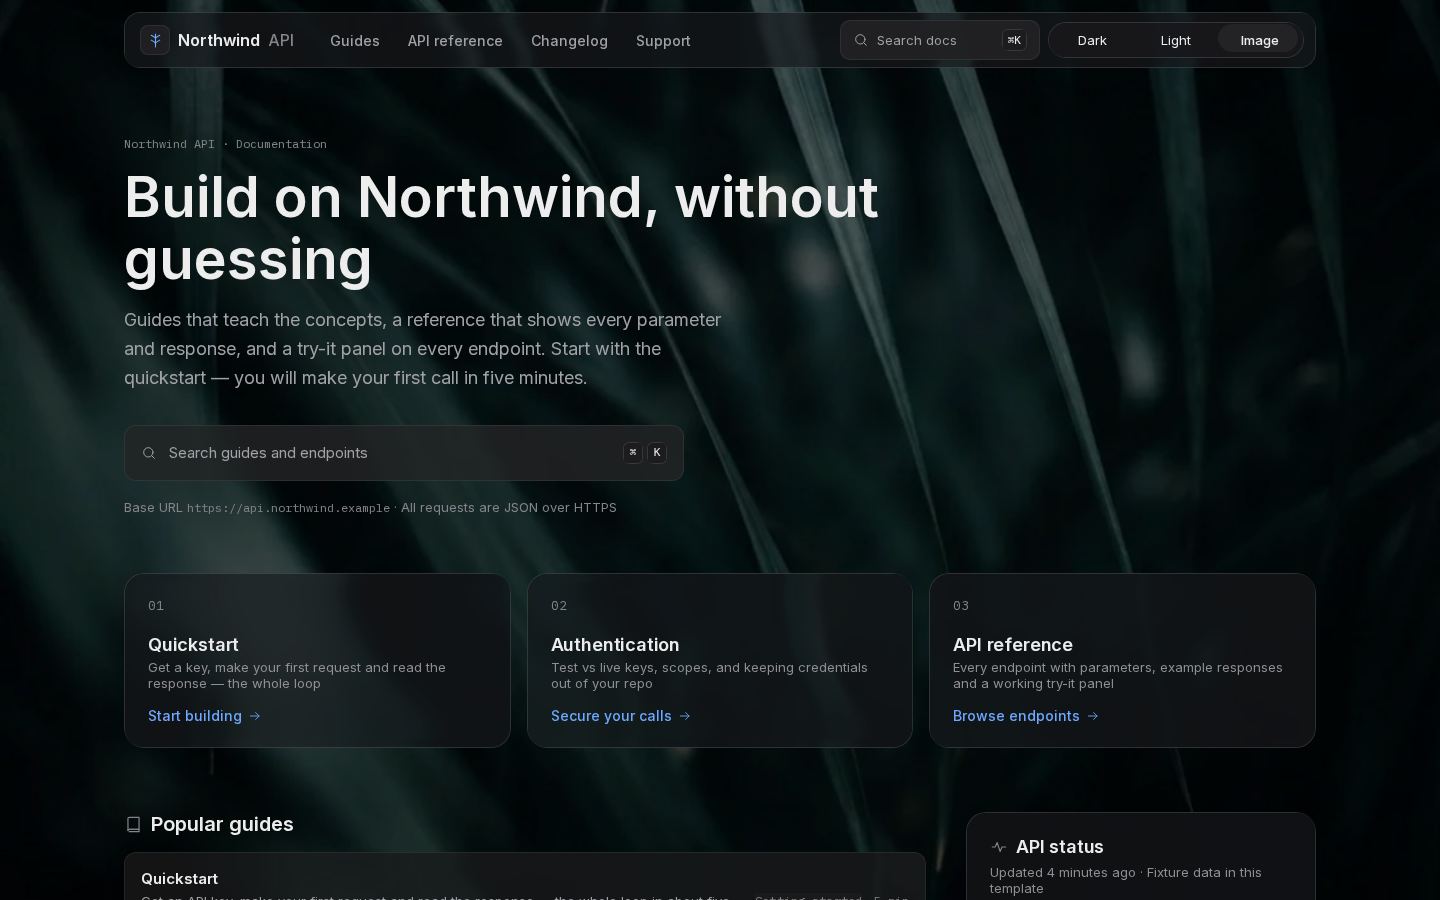 Northwind API
Guides
API reference
Changelog
Support
Search docs
⌘K
Dark
Light
Image
Northwind API · Documentation
Build on Northwind, without
guessing
Guides that teach the concepts, a reference that shows every parameter
and response, and a try-it panel on every endpoint. Start with the
quickstart — you will make your first call in five minutes.
Search guides and endpoints
⌘ K
Base URL https://api.northwind.example · All requests are JSON over HTTPS
01
Quickstart
Get a key, make your first request and read the
response — the whole loop
Start building →
02
Authentication
Test vs live keys, scopes, and keeping credentials
out of your repo
Secure your calls →
03
API reference
Every endpoint with parameters, example responses
and a working try-it panel
Browse endpoints →
Popular guides
Quickstart
API status
Updated 4 minutes ago · Fixture data in this
template